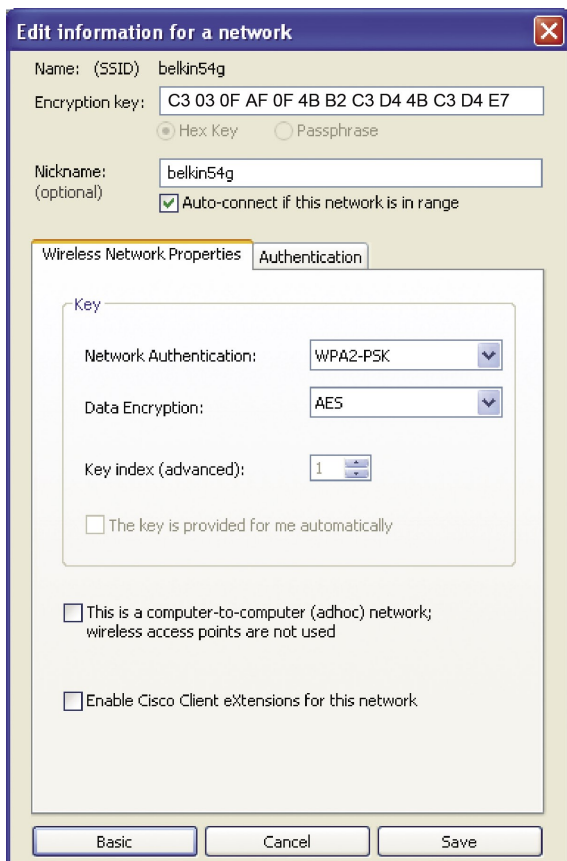 Edit information for a network
Name: (SSID) belkin54g
Encryption key: C3 03 0F AF 0F 4B B2 C3 D4 4B C3 D4 E7
Hex Key Passphrase
Nickname: belkin54g
(optional)
Auto-connect if this network is in range
Wireless Network Properties Authentication
Key
Network Authentication: WPA2-PSK
Data Encryption: AES
Key index (advanced): 1
The key is provided for me automatically
This is a computer-to-computer (adhoc) network;
wireless access points are not used
Enable Cisco Client eXtensions for this network
Basic Cancel Save